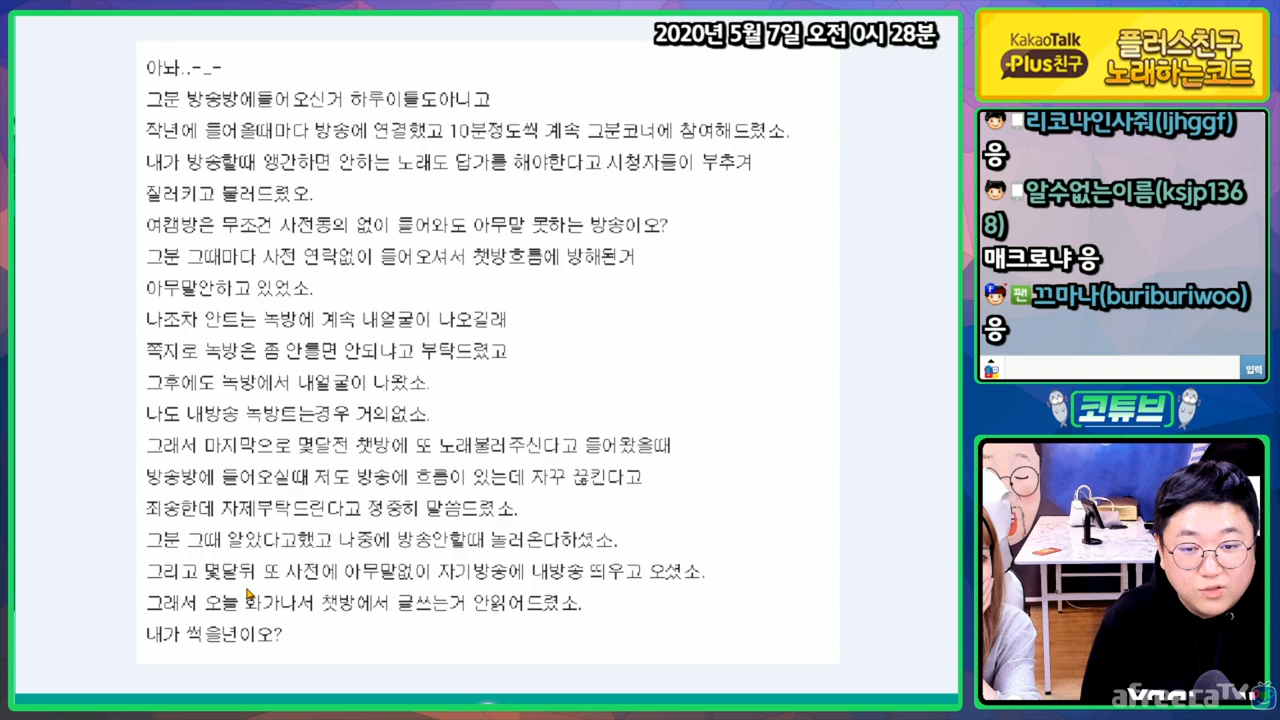 2020년 5월 7일 오전 0시 28분
아놔..-_-
그분 방송방에들어오신거 하루이틀도아니고
작년에 들어올때마다 방송에 연결했고 10분정도씩 계속 그분코너에 참여해드렸소.
내가 방송할때 앵간하면 안하는 노래도 답가를 해야한다고 시청자들이 부추겨
질러키고 불러드렸오.
여캠방은 무조건 사전동의 없이 들어와도 아무말 못하는 방송이오?
그분 그때마다 사전 연락없이 들어오셔서 챗방흐름에 방해된거
아무말안하고 있었소.
나조차 안트는 녹방에 계속 내얼굴이 나오길래
쪽지로 녹방은 좀 안틀면 안되냐고 부탁드렸고
그후에도 녹방에서 내얼굴이 나왔소.
나도 내방송 녹방트는경우 거의없소.
그래서 마지막으로 몇달전 챗방에 또 노래불러주신다고 들어왔을때
방송방에 들어오실때 저도 방송에 흐름이 있는데 자꾸 끊킨다고
죄송한데 자제부탁드린다고 정중히 말씀드렸소.
그분 그때 알았다고했고 나중에 방송안할때 놀러온다하셨소.
그리고 몇달뒤 또 사전에 아무말없이 자기방송에 내방송 띄우고 오셨소.
그래서 오늘 화가나서 챗방에서 글쓰는거 안읽어드렸소.
내가 썩을년이오?
KakaoTalk
Plus친구
플러스친구
노래하는코트
리코나인사줘(ljhggf)
응
알수없는이름(ksjp136
8)
매크로냐 응
팬 끄마나(buriburiwoo)
응
입력
코튜브
afreecaTV